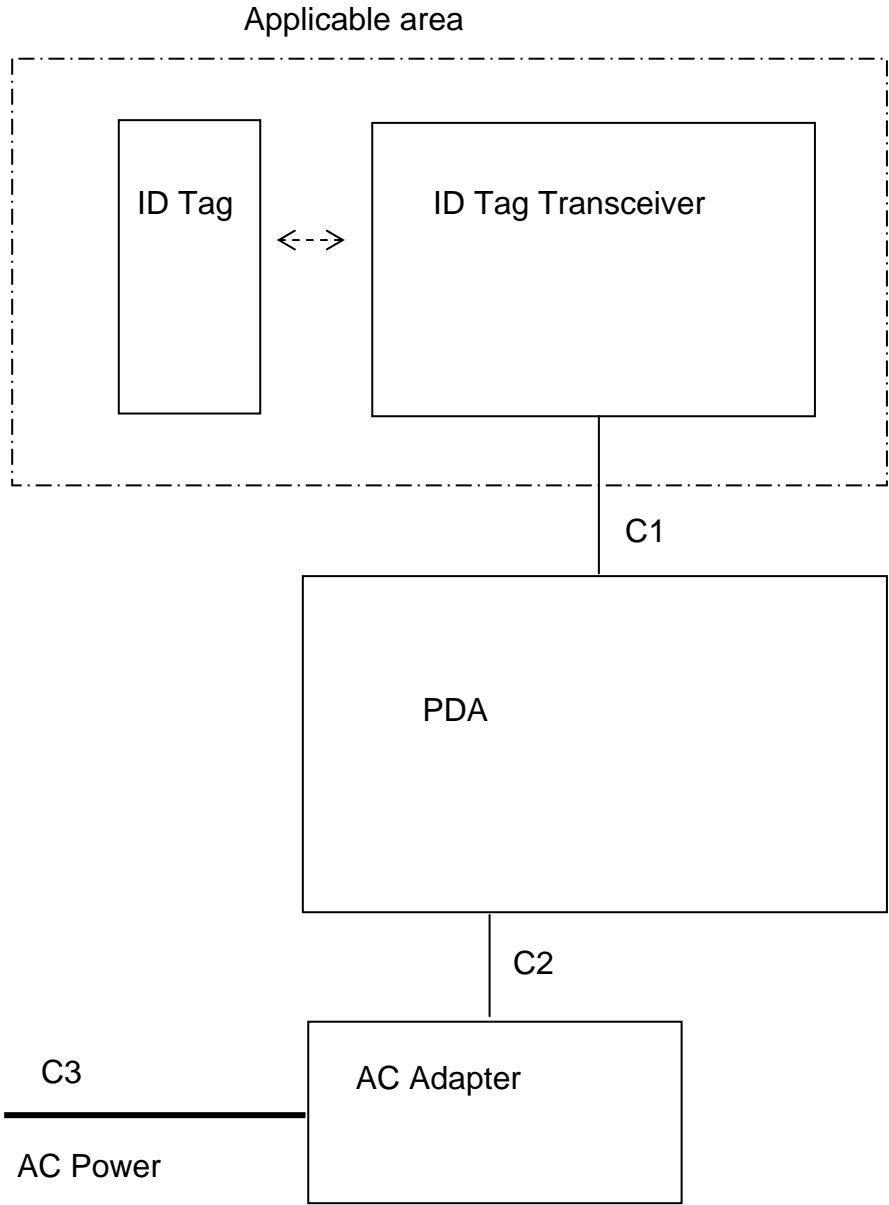 Applicable area
ID Tag
ID Tag Transceiver
C1
PDA
C2
C3
AC Adapter
AC Power